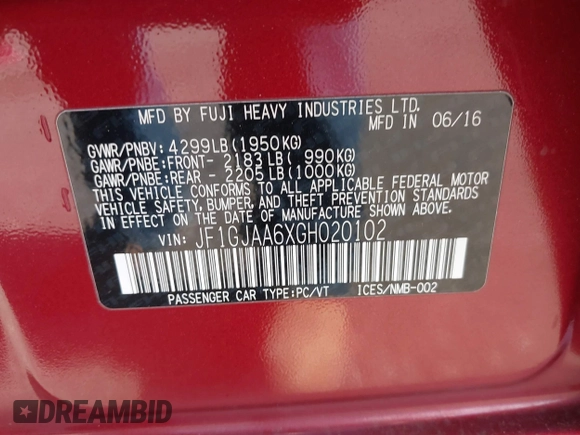 MFD BY FUJI HEAVY INDUSTRIES LTD.
MFD IN 06/16
GVWR/PNBV: 4299LB(1950KG)
GAWR/PNBE:FRONT- 2183LB( 990KG)
GAWR/PNBE:REAR - 2205LB(1000KG)
THIS VEHICLE CONFORMS TO ALL APPLICABLE FEDERAL MOTOR
VEHICLE SAFETY, BUMPER, AND THEFT PREVENTION STANDARDS
IN EFFECT ON THE DATE OF MANUFACTURE SHOWN ABOVE.
VIN: JF1GJAA6XGH020102
PASSENGER CAR TYPE:PC/VT ICES/NMB-002
DREAMBID